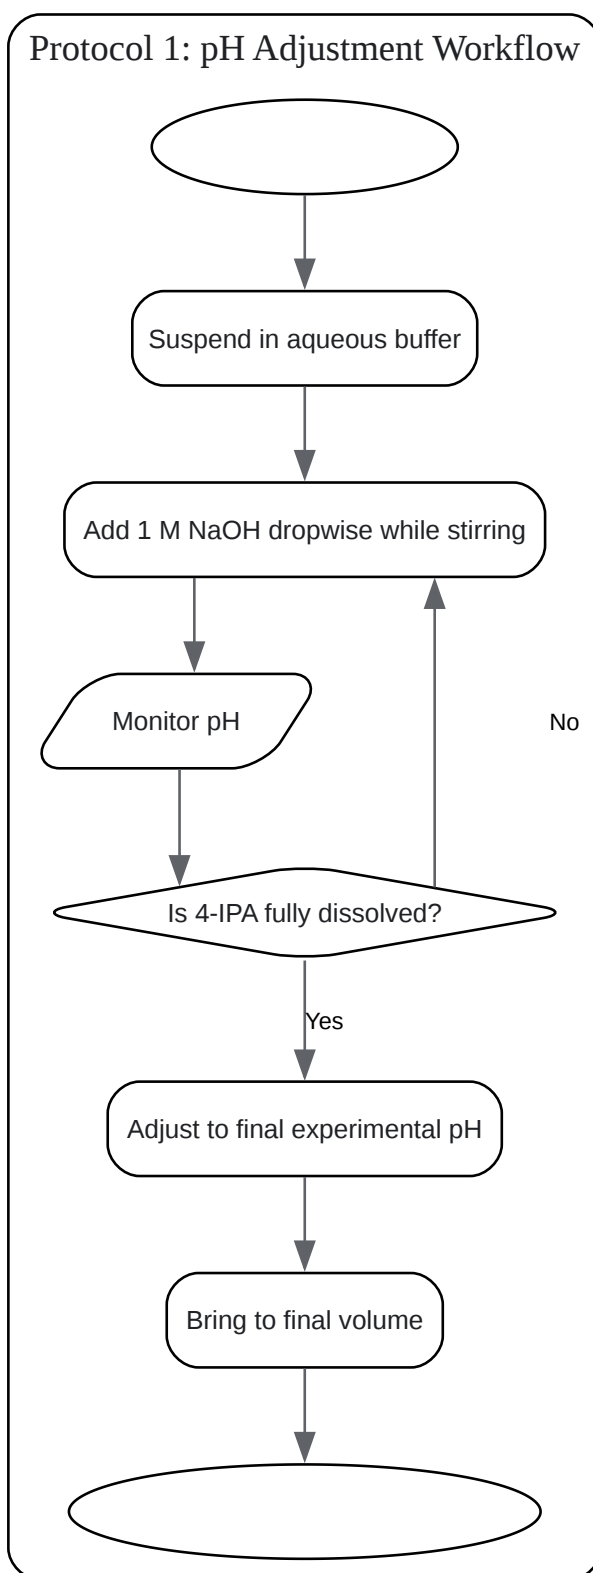 Protocol 1: pH Adjustment Workflow
Suspend in aqueous buffer
Add 1 M NaOH dropwise while stirring
Monitor pH
No
Is 4-IPA fully dissolved?
Yes
Adjust to final experimental pH
Bring to final volume